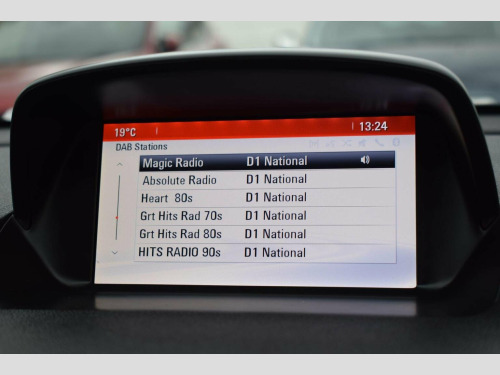 19°C 13:24
DAB Stations
Magic Radio D1 National
Absolute Radio D1 National
Heart 80s D1 National
Grt Hits Rad 70s D1 National
Grt Hits Rad 80s D1 National
HITS RADIO 90s D1 National